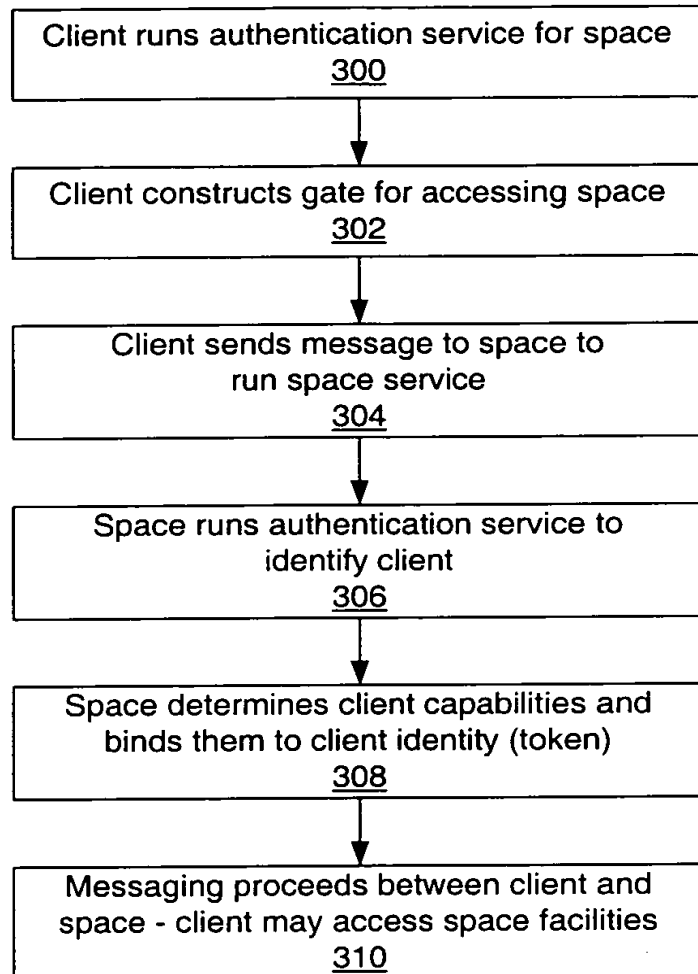 Client runs authentication service for space
300
Client constructs gate for accessing space
302
Client sends message to space to
run space service
304
Space runs authentication service to
identify client
306
Space determines client capabilities and
binds them to client identity (token)
308
Messaging proceeds between client and
space - client may access space facilities
310